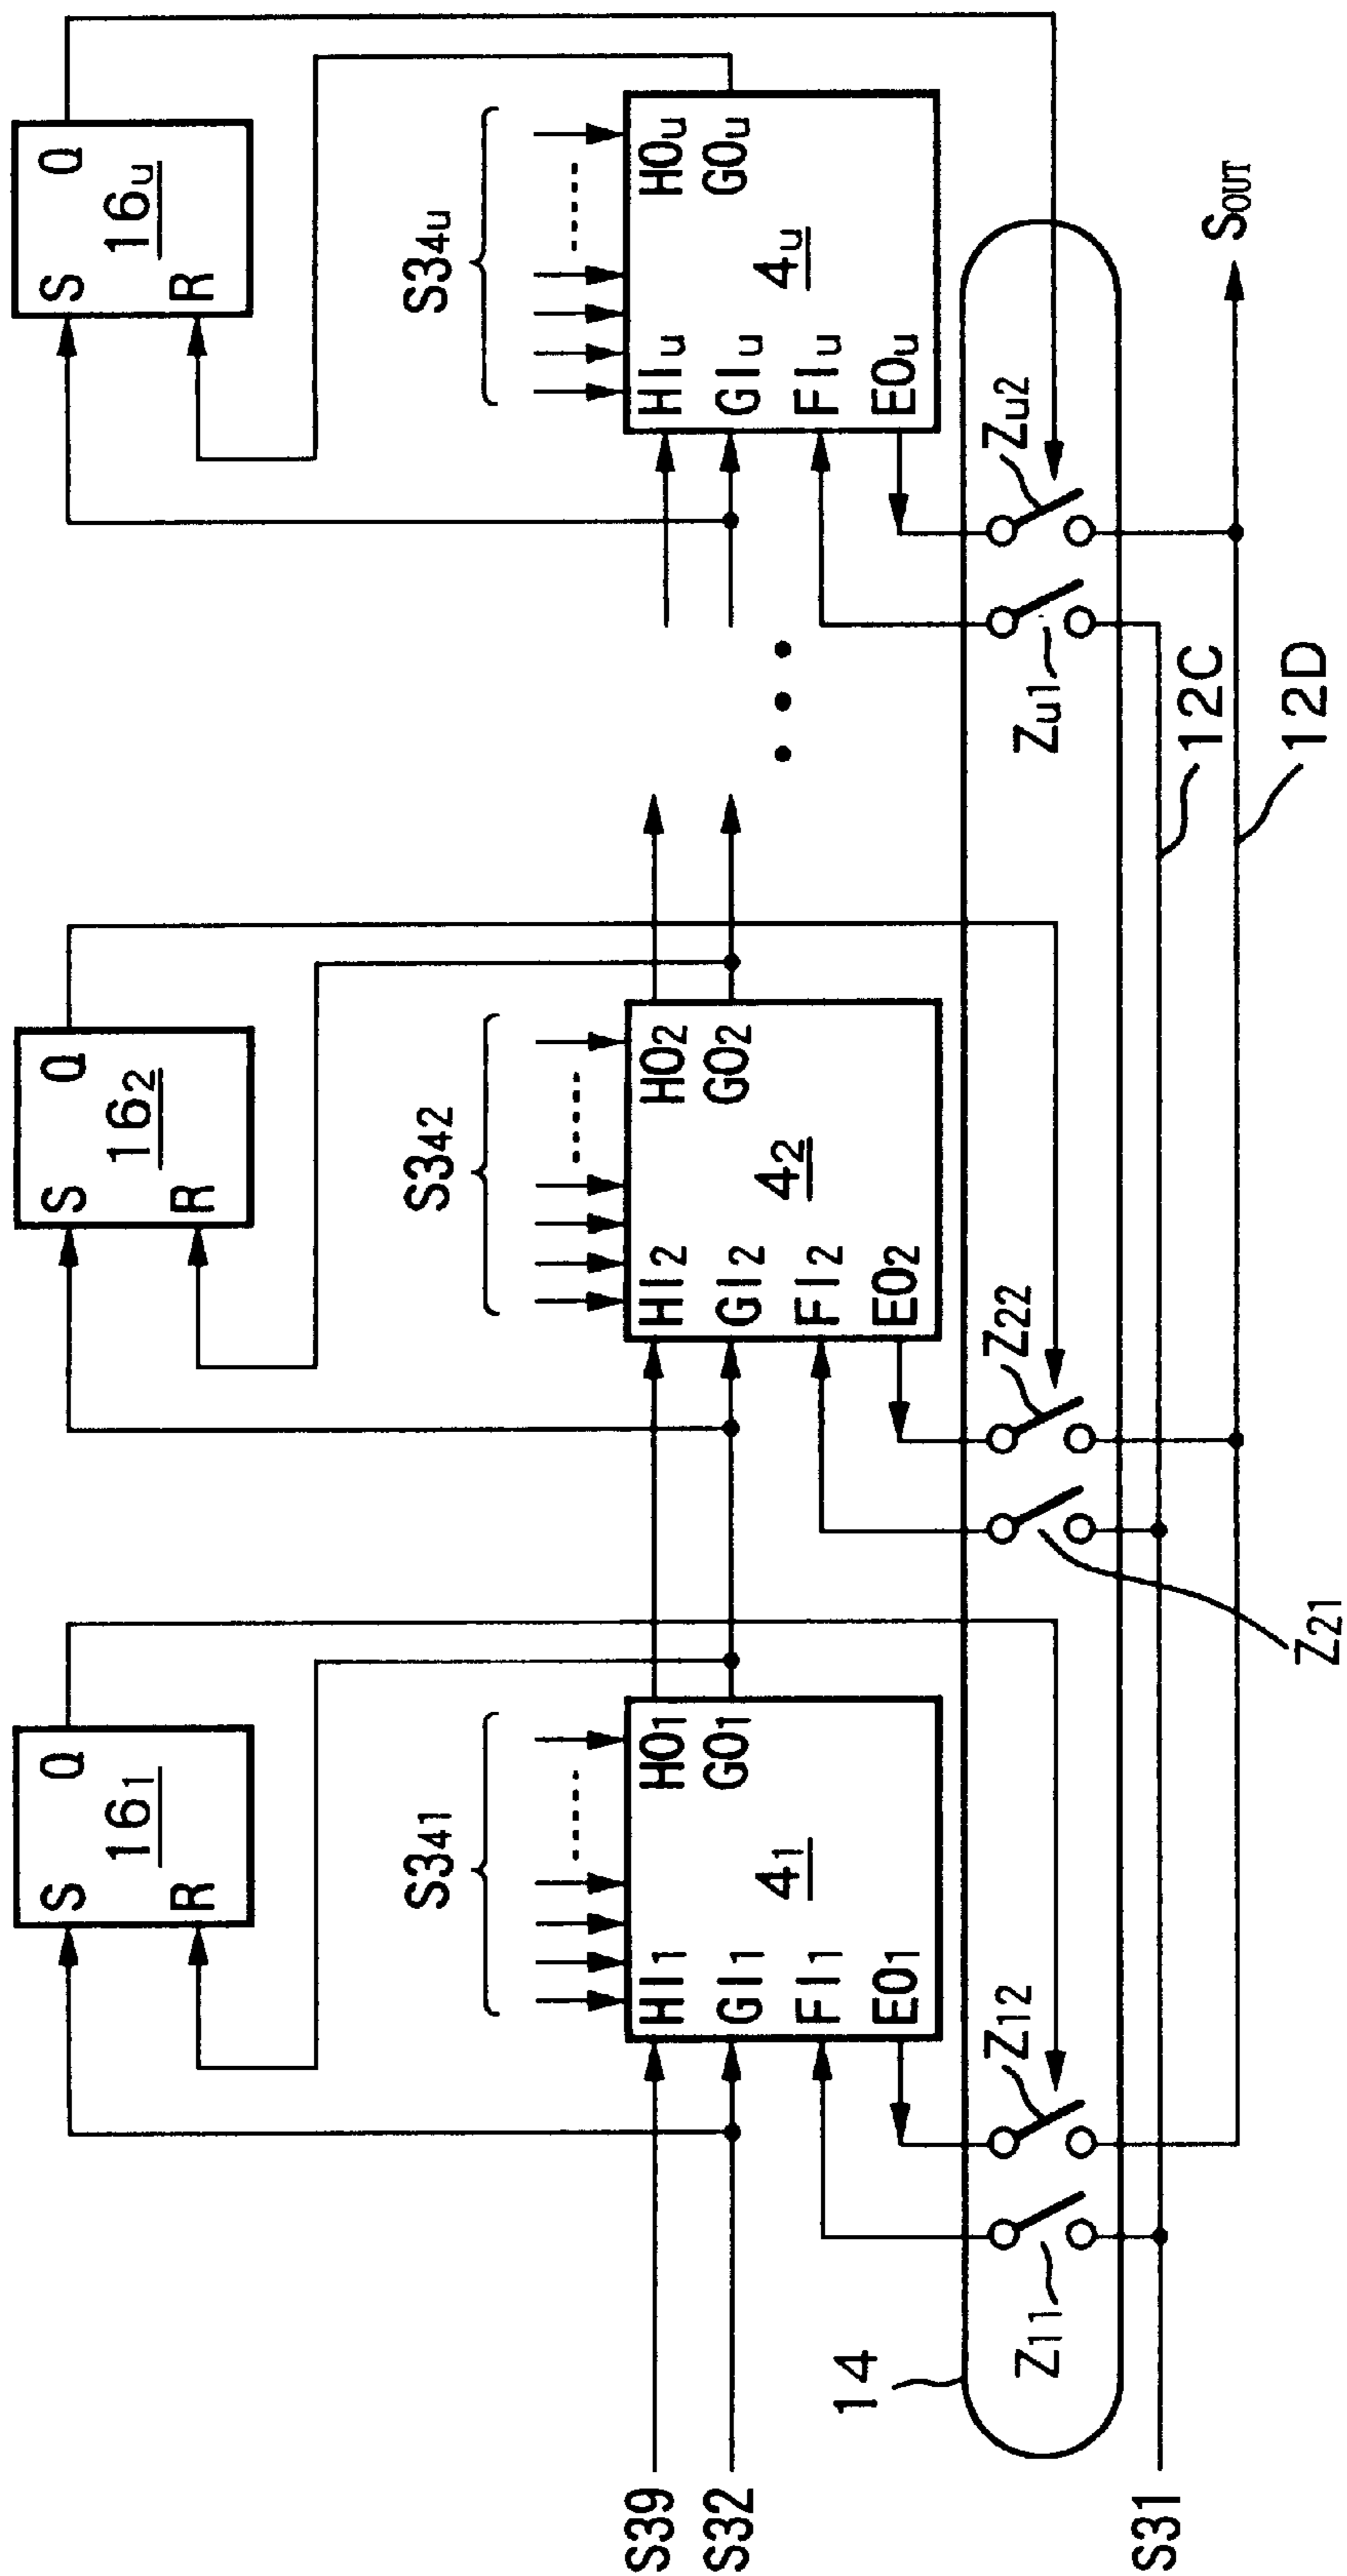 S 16₁ Q
R
S 16₂ Q
R
S 16ᵤ Q
R
S34₁
S34₂
S34ᵤ
S39
S32
HI₁ HO₁
GI₁ GO₁
4₁
FI₁
EO₁
HI₂ HO₂
GI₂ GO₂
4₂
FI₂
EO₂
HIᵤ HOᵤ
GIᵤ GOᵤ
4ᵤ
FIᵤ
EOᵤ
14
Z₁₁
Z₁₂
Z₂₁
Z₂₂
Zᵤ₁
Zᵤ₂
S31
12C
12D
S_OUT